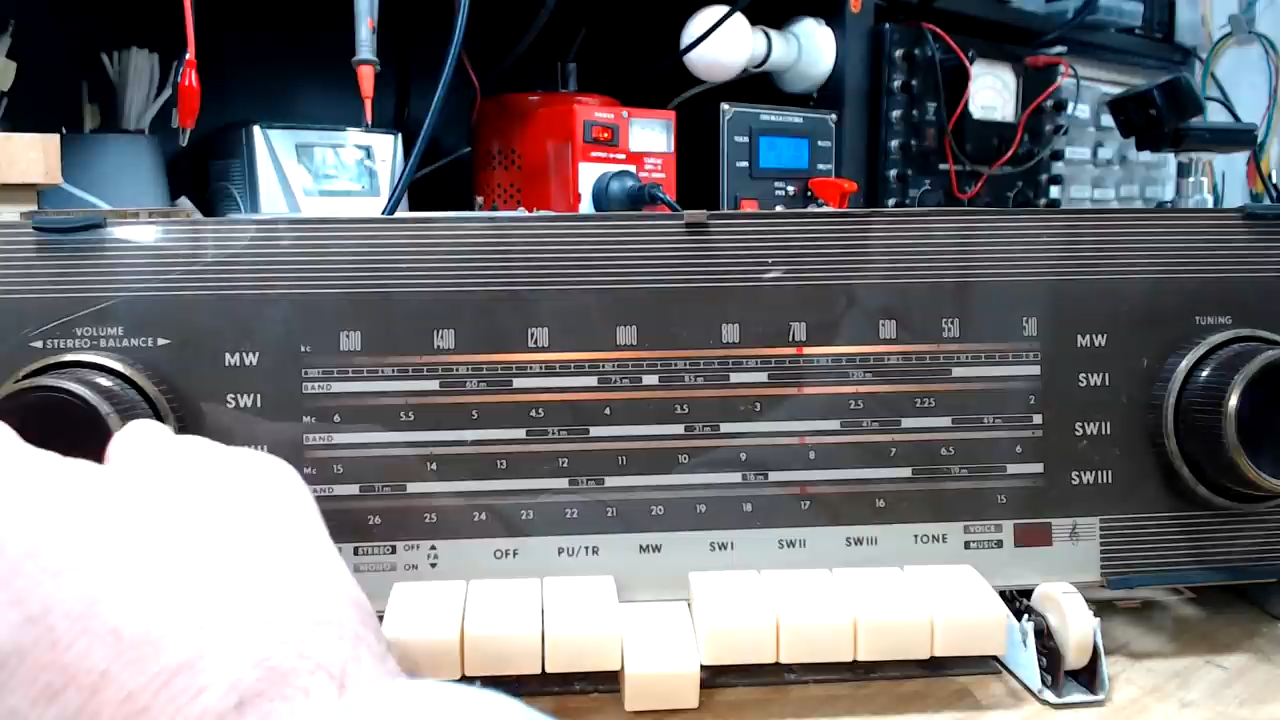 VOLUME
STEREO-BALANCE
TUNING
kc 1600 1400 1200 1000 800 700 600 550 510
MW MW
BAND 60m 75m 85m 120m
SWI SWI
Mc 6 5.5 5 4.5 4 3.5 3 2.5 2.25 2
BAND 25m 31m 41m 49m
SWII
Mc 15 14 13 12 11 10 9 8 7 6.5 6
AND 11m 13m 16m 19m
SWIII
26 25 24 23 22 21 20 19 18 17 16 15
STEREO OFF FA
MONO ON
OFF PU/TR MW SWI SWII SWIII TONE
VOICE
MUSIC